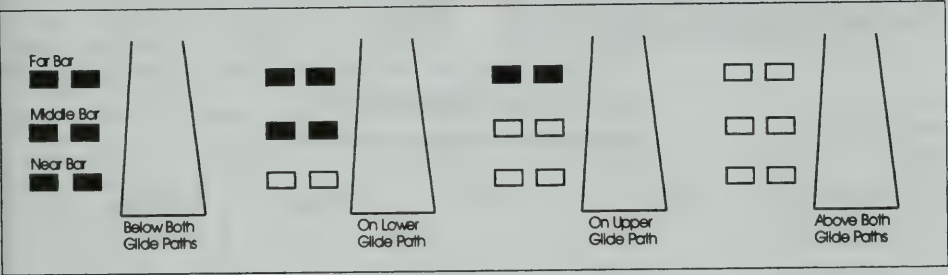 Far Bar
Middle Bar
Near Bar
Below Both
Glide Paths
On Lower
Glide Path
On Upper
Glide Path
Above Both
Glide Paths